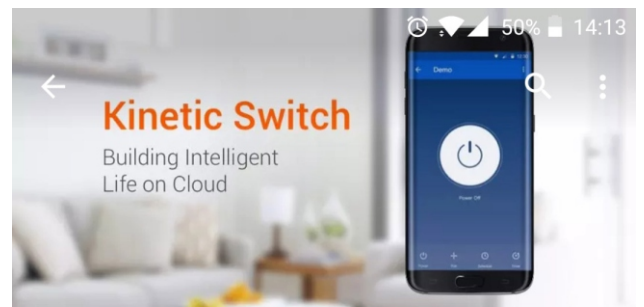 50% 14:13
Demo
Kinetic Switch
Building Intelligent
Life on Cloud
Power Off